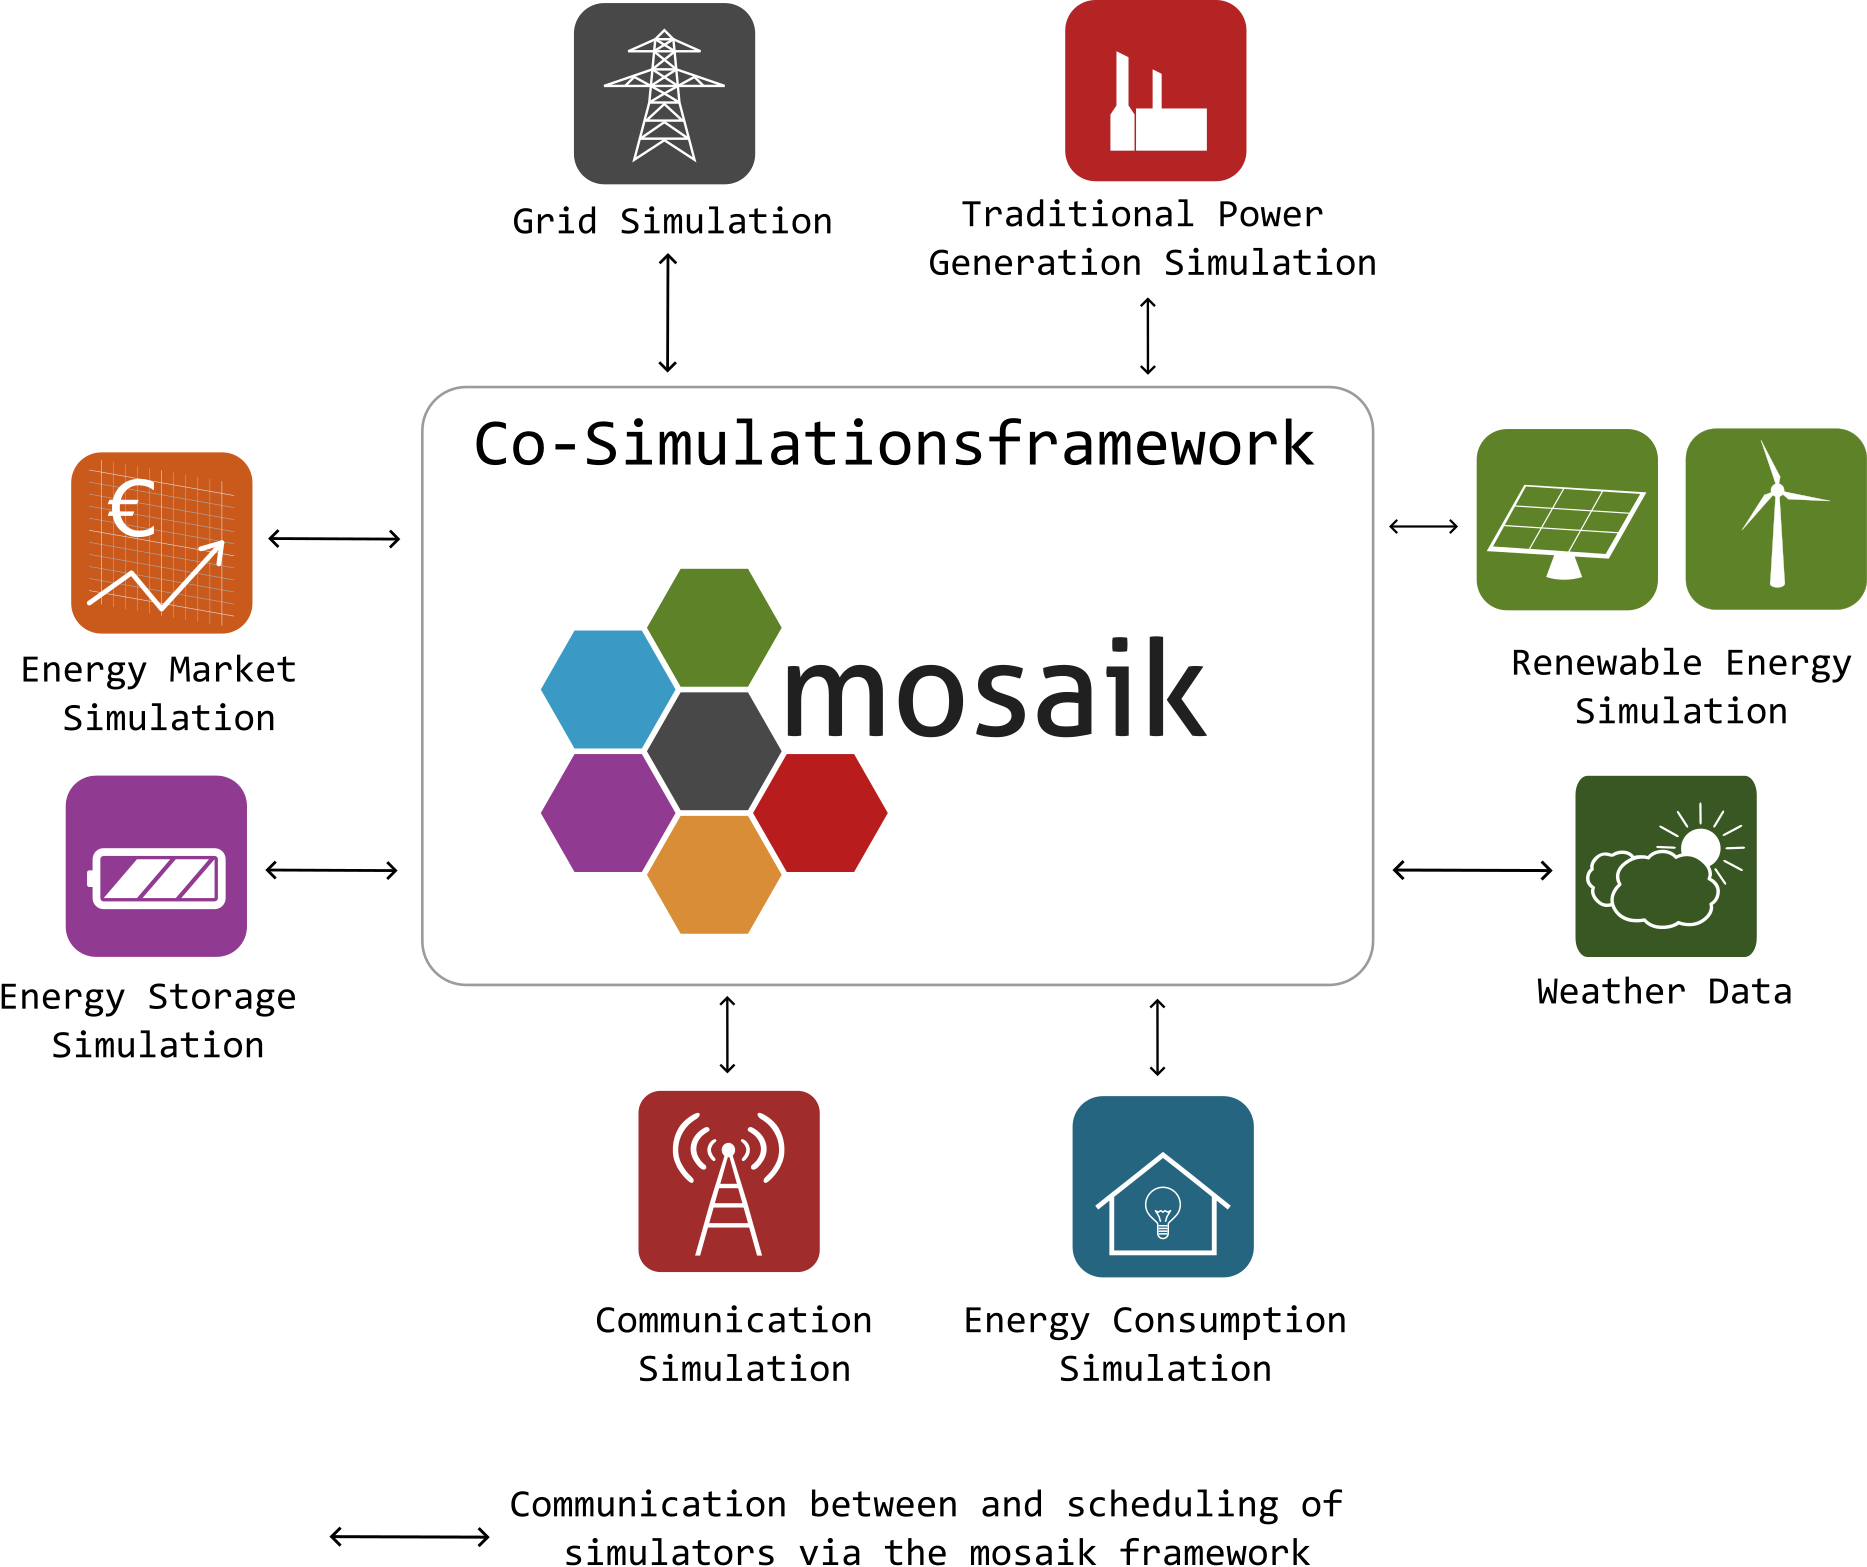 Grid Simulation
Traditional Power
Generation Simulation
Co-Simulationsframework
€
Energy Market
Simulation
mosaik
Renewable Energy
Simulation
Energy Storage
Simulation
Weather Data
Communication
Simulation
Energy Consumption
Simulation
Communication between and scheduling of
simulators via the mosaik framework